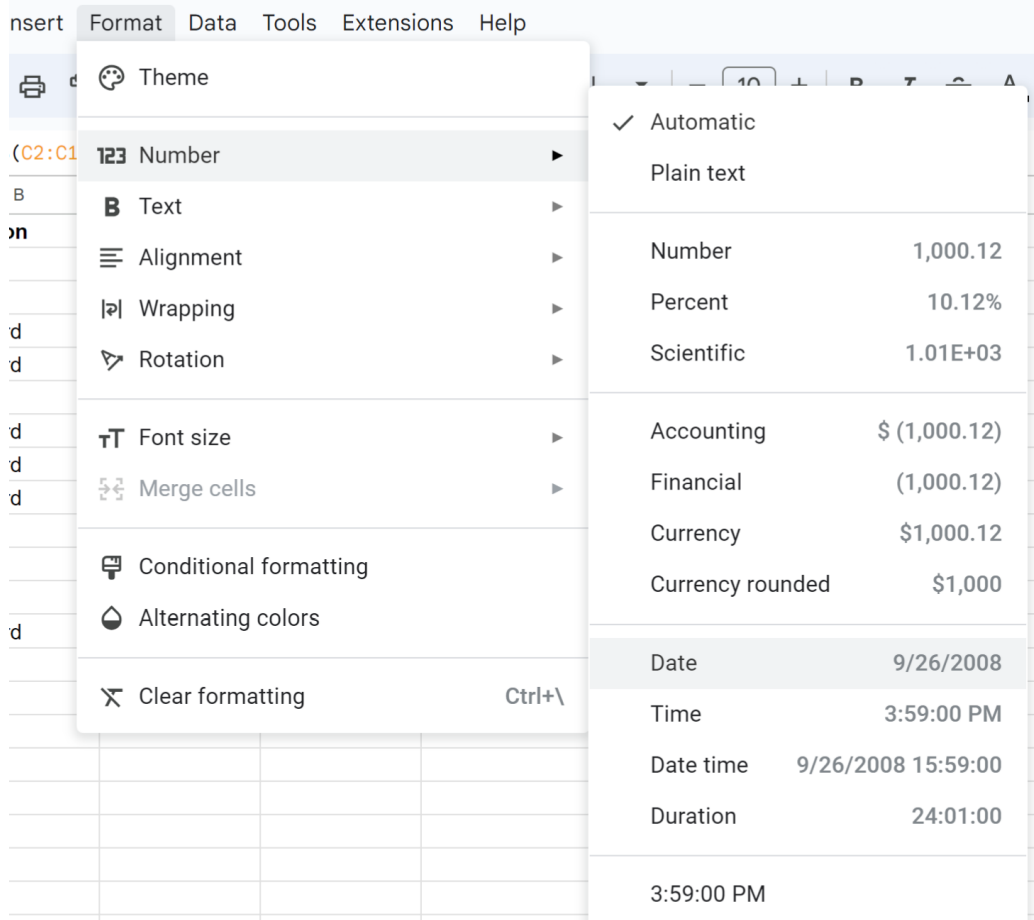 nsert Format Data Tools Extensions Help
Theme
10
Automatic
(C2:C1
123 Number
Plain text
B
B Text
on
Alignment
Number 1,000.12
Wrapping
Percent 10.12%
rd
Rotation
Scientific 1.01E+03
rd
Font size
Accounting $ (1,000.12)
rd
rd
Merge cells
Financial (1,000.12)
rd
Currency $1,000.12
Conditional formatting
Currency rounded $1,000
Alternating colors
rd
Date 9/26/2008
Clear formatting Ctrl+\
Time 3:59:00 PM
Date time 9/26/2008 15:59:00
Duration 24:01:00
3:59:00 PM